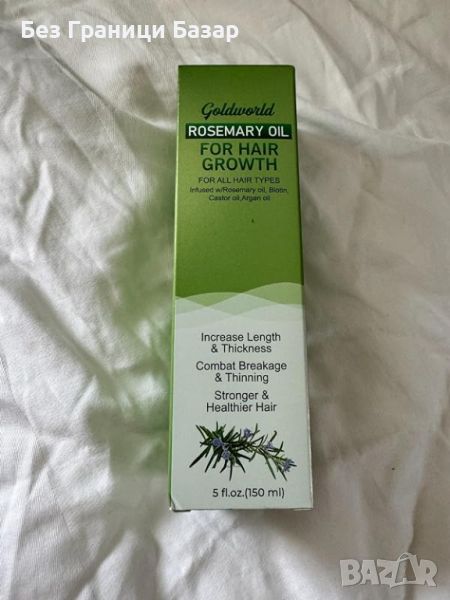 Без Граници Базар
Goldworld
ROSEMARY OIL
FOR HAIR
GROWTH
FOR ALL HAIR TYPES
Infused w/Rosemary oil, Biotin,
Castor oil,Argan oil
Increase Length
& Thickness
Combat Breakage
& Thinning
Stronger &
Healthier Hair
5 fl.oz.(150 ml)
BAZAR